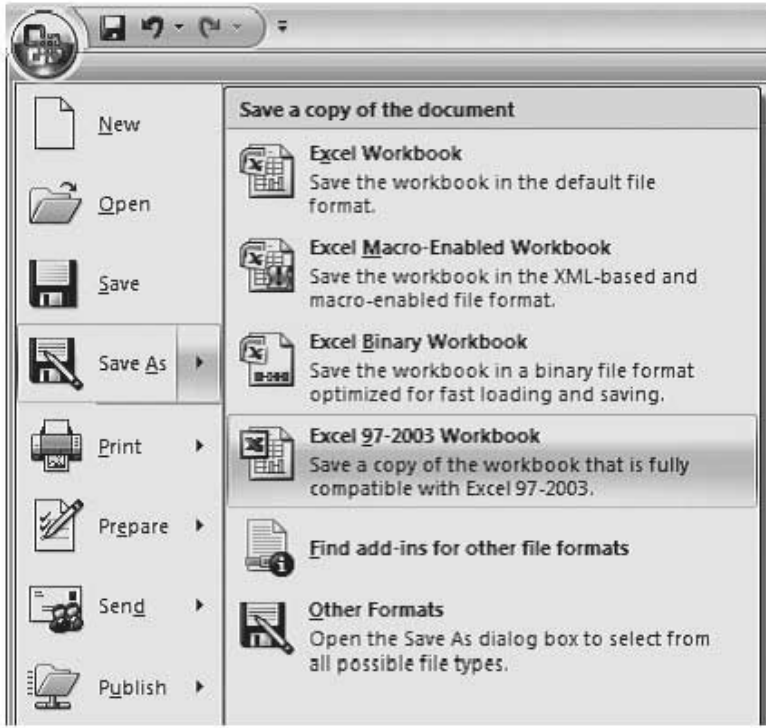 New
Open
Save
Save As
Print
Prepare
Send
Publish
Save a copy of the document
Excel Workbook
Save the workbook in the default file
format.
Excel Macro-Enabled Workbook
Save the workbook in the XML-based and
macro-enabled file format.
Excel Binary Workbook
Save the workbook in a binary file format
optimized for fast loading and saving.
Excel 97-2003 Workbook
Save a copy of the workbook that is fully
compatible with Excel 97-2003.
Find add-ins for other file formats
Other Formats
Open the Save As dialog box to select from
all possible file types.